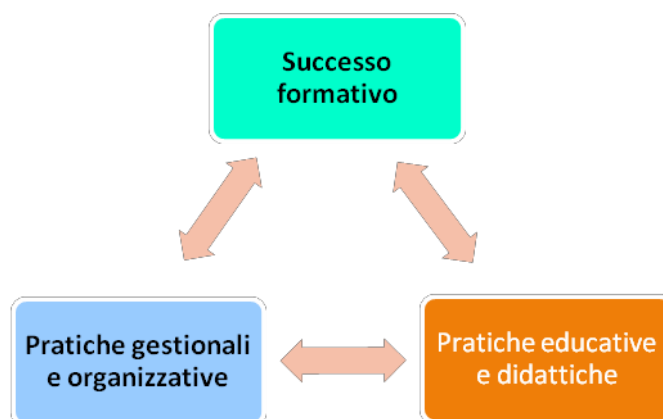 Successo
formativo
Pratiche gestionali
e organizzative
Pratiche educative
e didattiche